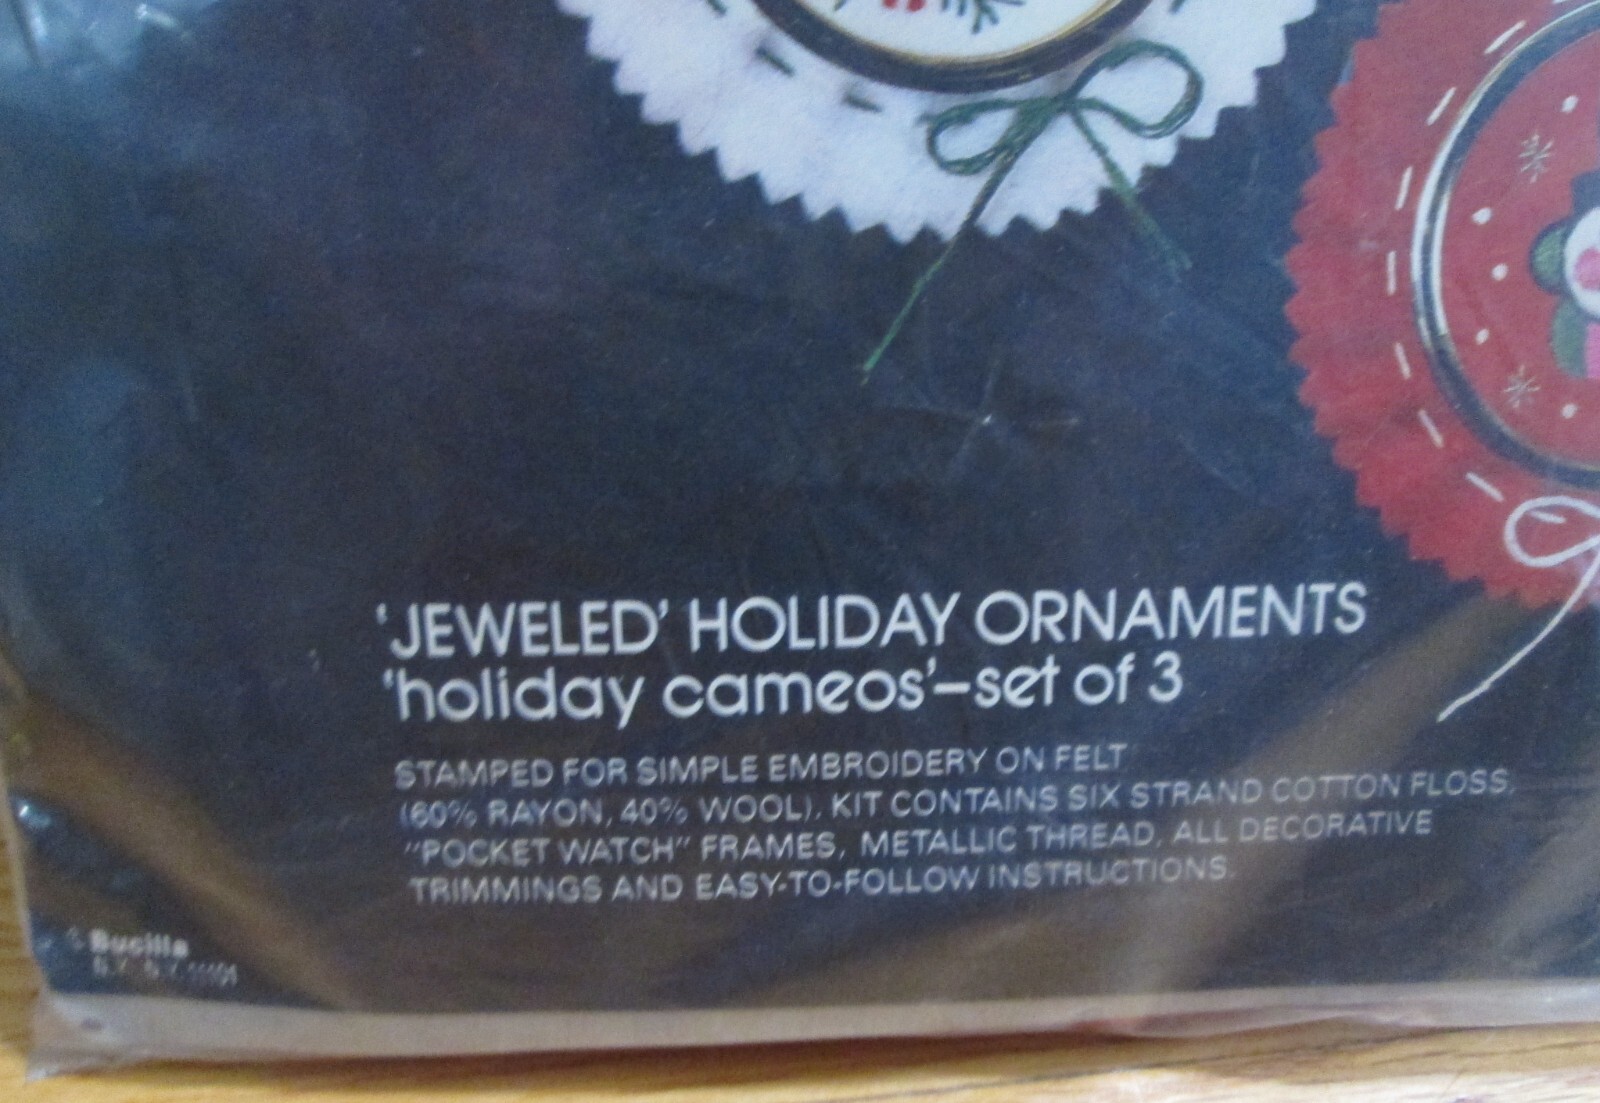 'JEWELED' HOLIDAY ORNAMENTS
'holiday cameos'–set of 3
STAMPED FOR SIMPLE EMBROIDERY ON FELT
(60% RAYON, 40% WOOL). KIT CONTAINS SIX STRAND COTTON FLOSS,
"POCKET WATCH" FRAMES, METALLIC THREAD, ALL DECORATIVE
TRIMMINGS AND EASY-TO-FOLLOW INSTRUCTIONS.
Bucilla
N.Y., N.Y.